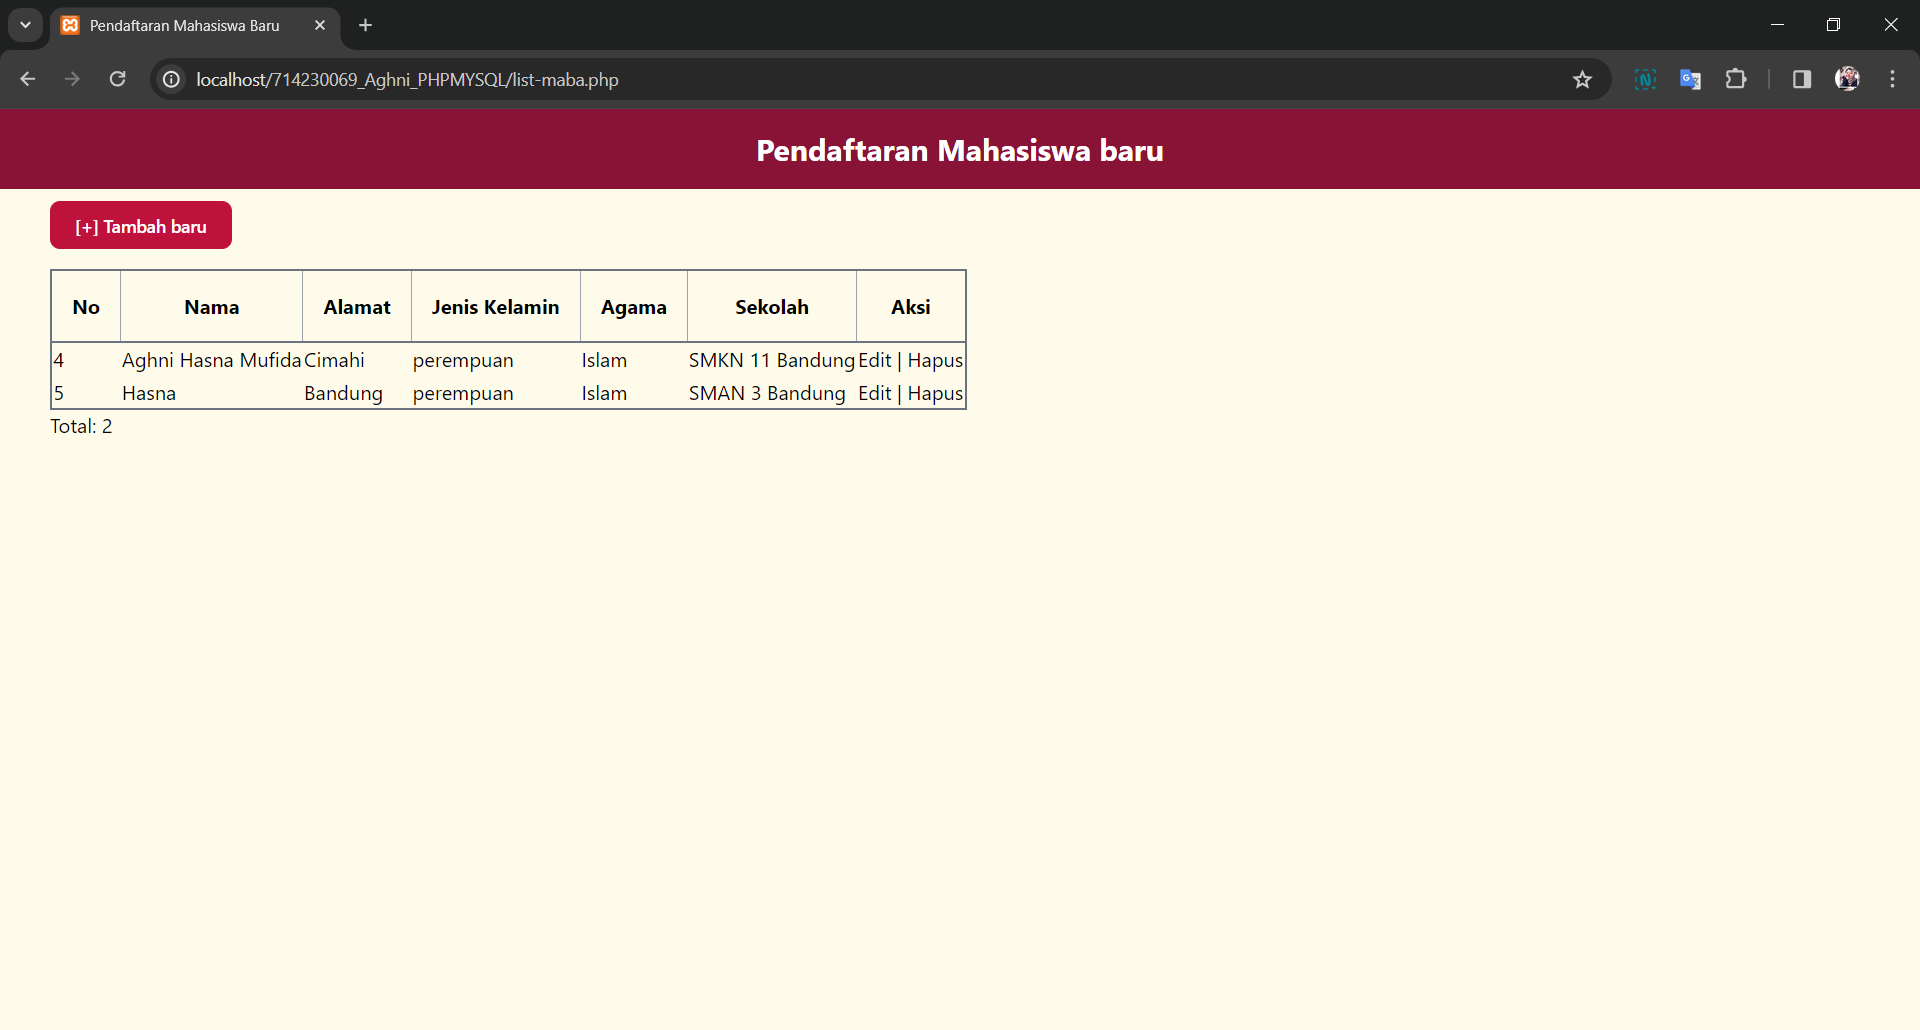 Pendaftaran Mahasiswa Baru
localhost/714230069_Aghni_PHPMYSQL/list-maba.php
Pendaftaran Mahasiswa baru
[+] Tambah baru
No Nama Alamat Jenis Kelamin Agama Sekolah Aksi
4 Aghni Hasna Mufida Cimahi perempuan Islam SMKN 11 Bandung Edit | Hapus
5 Hasna Bandung perempuan Islam SMAN 3 Bandung Edit | Hapus
Total: 2